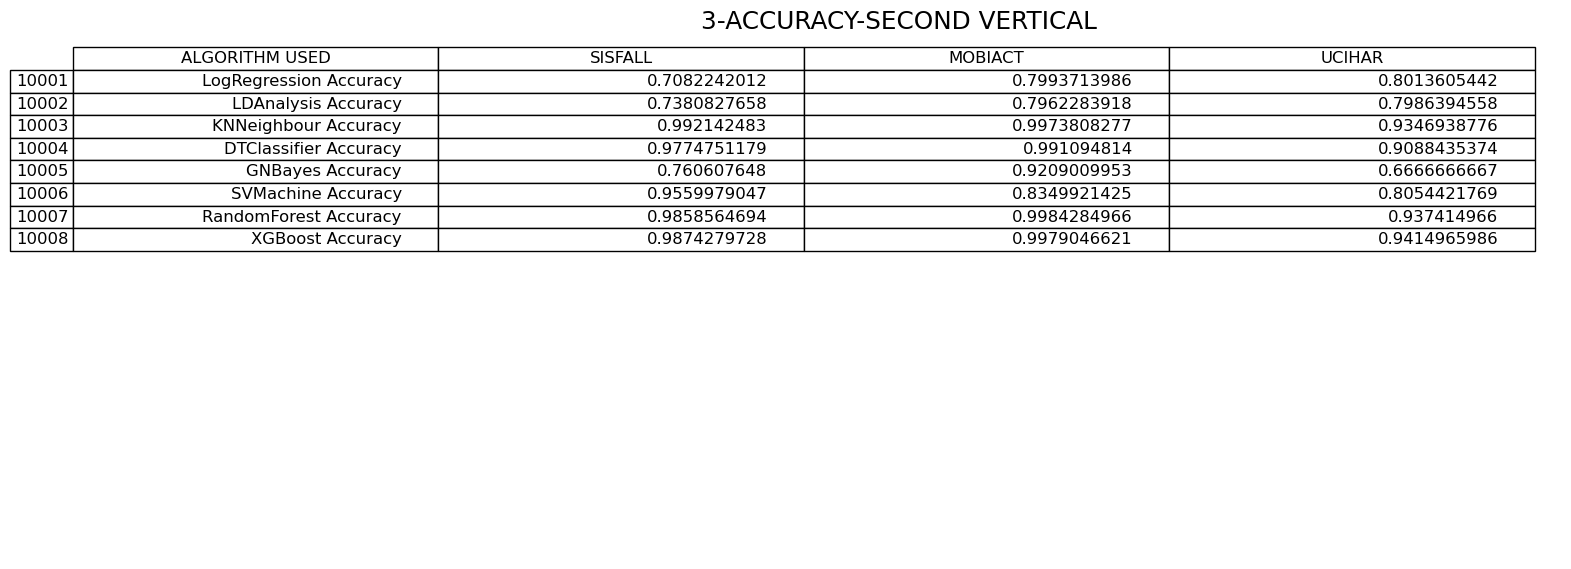 3-ACCURACY-SECOND VERTICAL
ALGORITHM USED SISFALL MOBIACT UCIHAR
10001 LogRegression Accuracy 0.7082242012 0.7993713986 0.8013605442
10002 LDAnalysis Accuracy 0.7380827658 0.7962283918 0.7986394558
10003 KNNeighbour Accuracy 0.992142483 0.9973808277 0.9346938776
10004 DTClassifier Accuracy 0.9774751179 0.991094814 0.9088435374
10005 GNBayes Accuracy 0.760607648 0.9209009953 0.6666666667
10006 SVMachine Accuracy 0.9559979047 0.8349921425 0.8054421769
10007 RandomForest Accuracy 0.9858564694 0.9984284966 0.937414966
10008 XGBoost Accuracy 0.9874279728 0.9979046621 0.9414965986